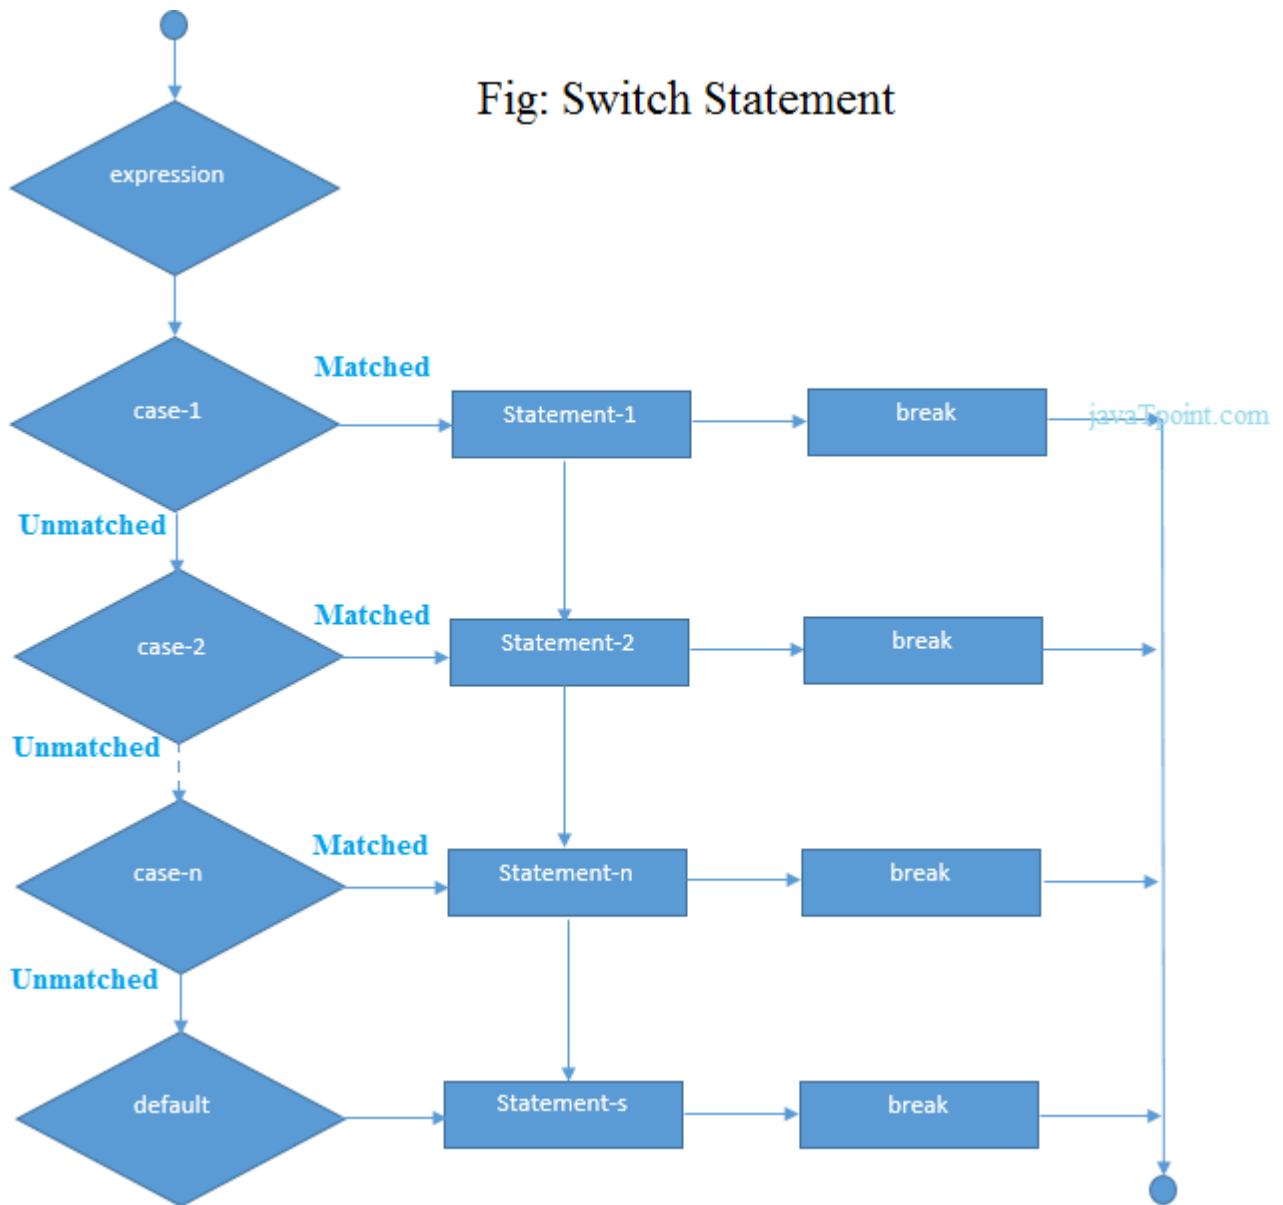 Fig: Switch Statement
expression
case-1
Matched
Statement-1
break
javaTpoint.com
Unmatched
case-2
Matched
Statement-2
break
Unmatched
case-n
Matched
Statement-n
break
Unmatched
default
Statement-s
break